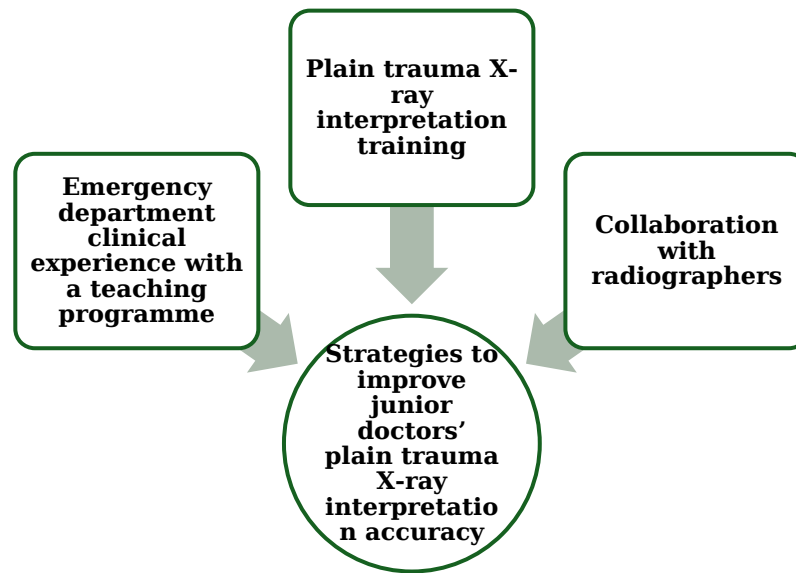 Plain trauma X-
ray
interpretation
training
Emergency
department
clinical
experience with
a teaching
programme
Collaboration
with
radiographers
Strategies to
improve
junior
doctors’
plain trauma
X-ray
interpretatio
n accuracy